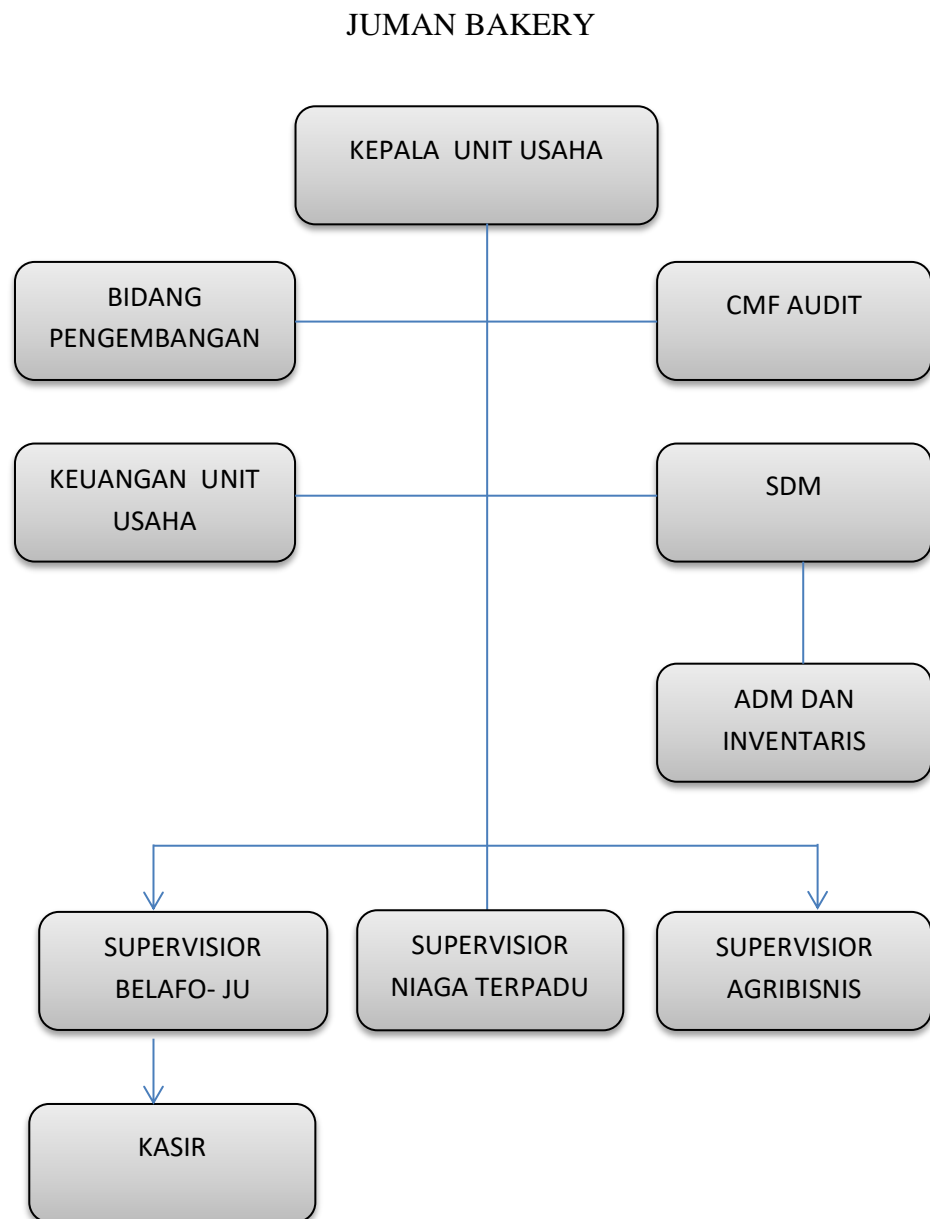 JUMAN BAKERY
KEPALA UNIT USAHA
BIDANG
PENGEMBANGAN
CMF AUDIT
KEUANGAN UNIT
USAHA
SDM
ADM DAN
INVENTARIS
SUPERVISIOR
BELAFO- JU
SUPERVISIOR
NIAGA TERPADU
SUPERVISIOR
AGRIBISNIS
KASIR